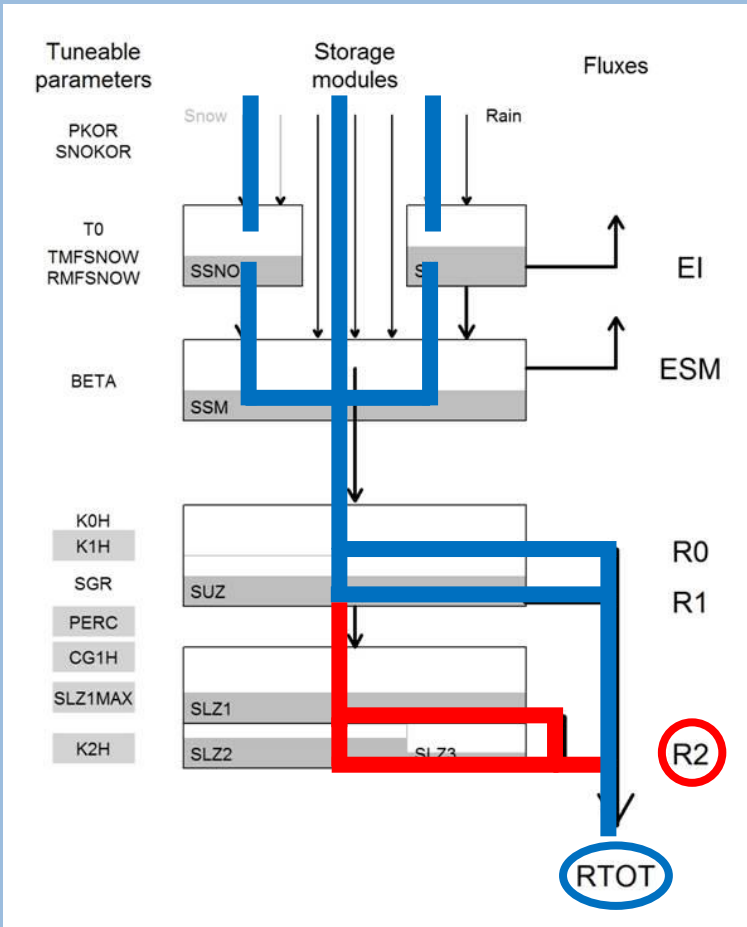 Tuneable
parameters
Storage
modules
Fluxes
PKOR
SNOKOR
Snow
Rain
T0
TMFSNOW
RMFSNOW
SSNO
S
EI
BETA
SSM
ESM
K0H
K1H
SGR
PERC
CG1H
SLZ1MAX
K2H
SUZ
R0
R1
SLZ1
SLZ2
SLZ3
R2
RTOT